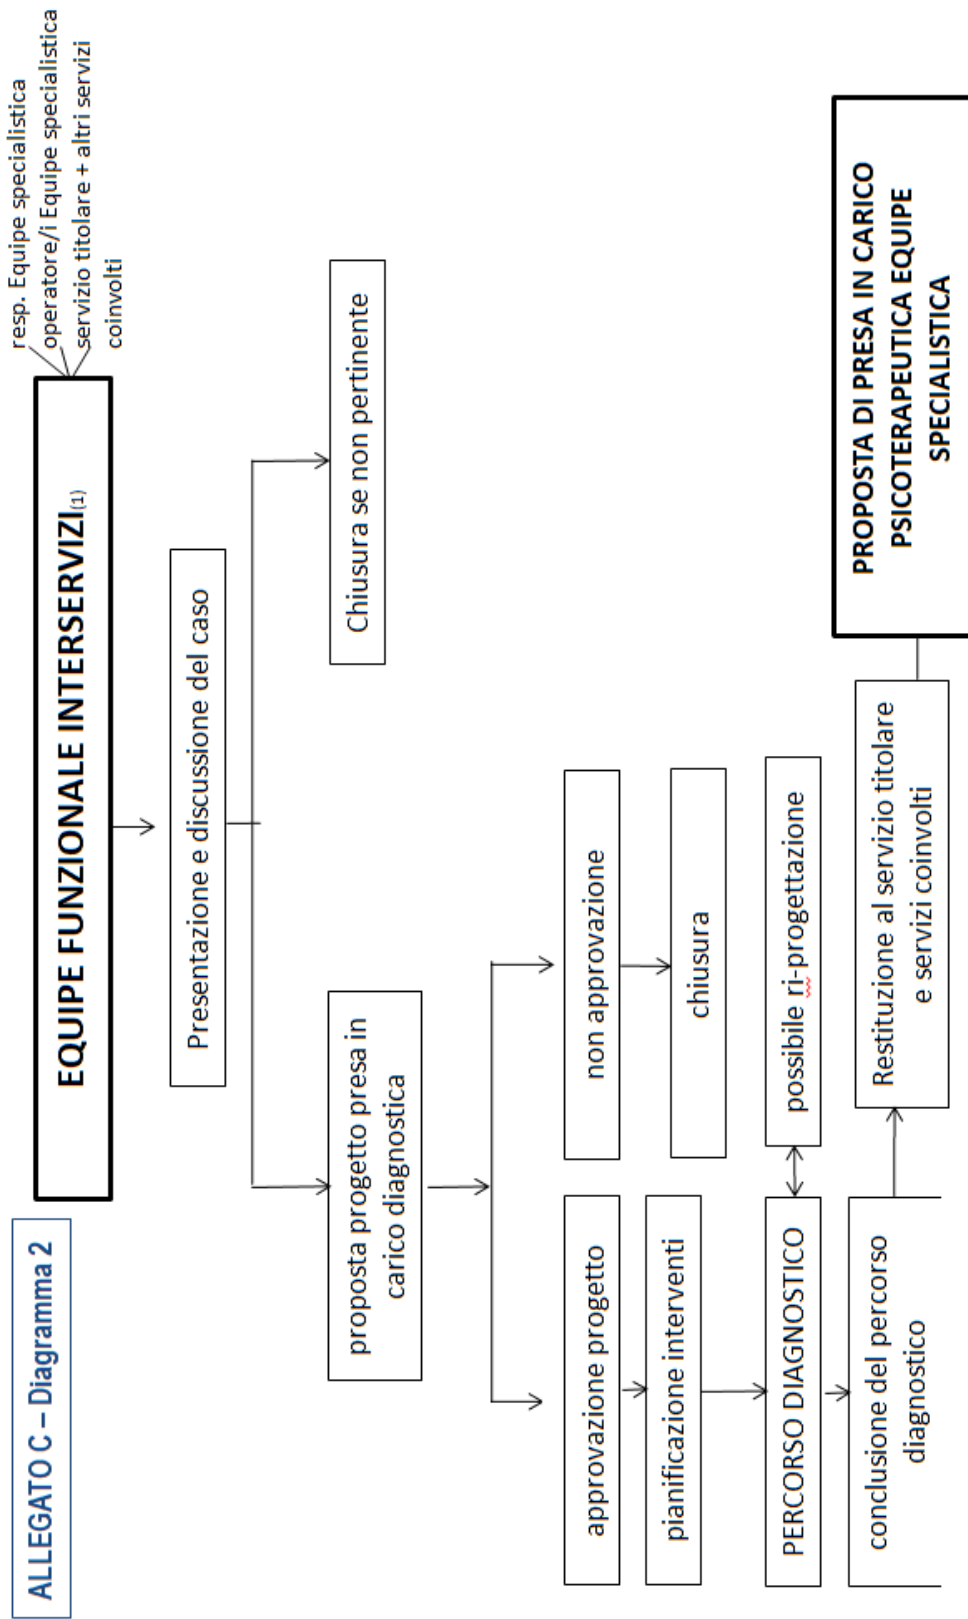 ALLEGATO C – Diagramma 2
EQUIPE FUNZIONALE INTERSERVIZI(1)
resp. Equipe specialistica
operatore/i Equipe specialistica
servizio titolare + altri servizi
coinvolti
Presentazione e discussione del caso
proposta progetto presa in
carico diagnostica
Chiusura se non pertinente
approvazione progetto
non approvazione
pianificazione interventi
chiusura
PERCORSO DIAGNOSTICO
possibile ri-progettazione
conclusione del percorso
diagnostico
Restituzione al servizio titolare
e servizi coinvolti
PROPOSTA DI PRESA IN CARICO
PSICOTERAPEUTICA EQUIPE
SPECIALISTICA